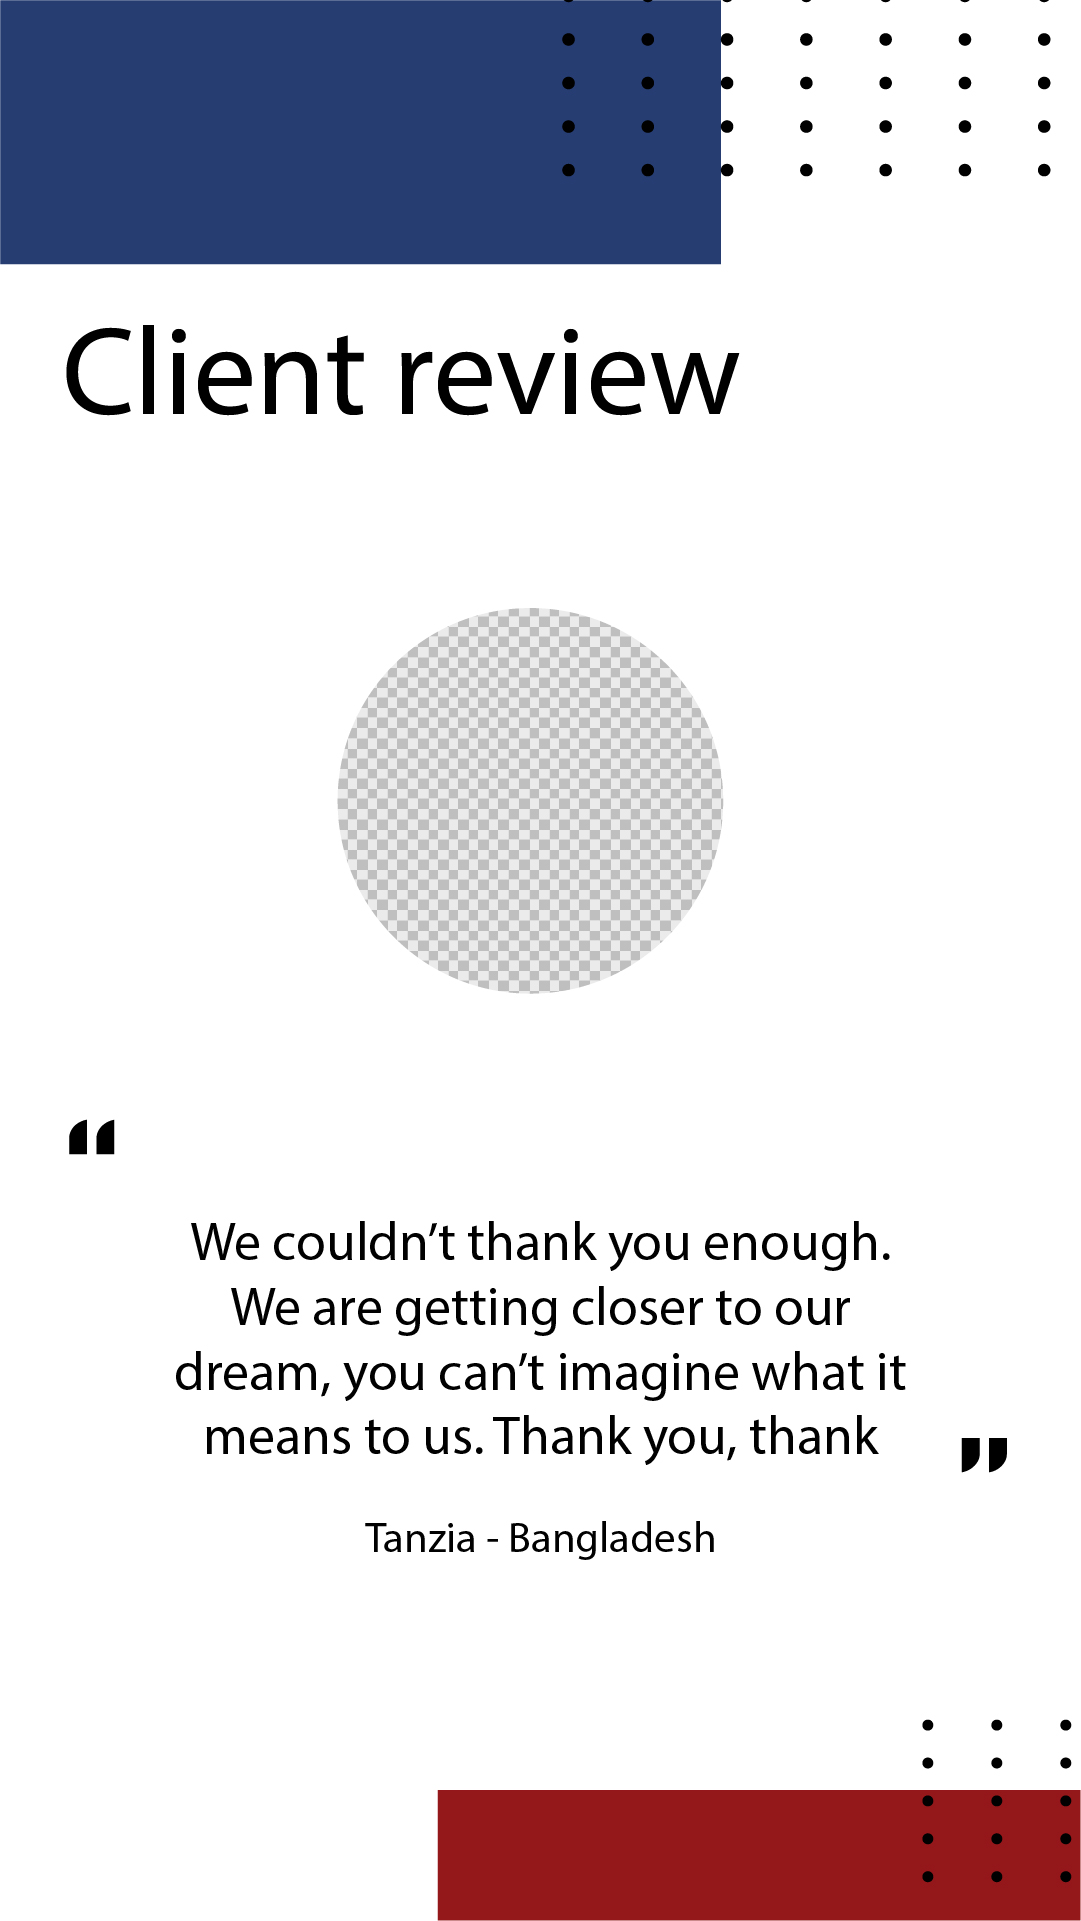 Client review
“
We couldn’t thank you enough.
We are getting closer to our
dream, you can’t imagine what it
means to us. Thank you, thank
”
Tanzia - Bangladesh